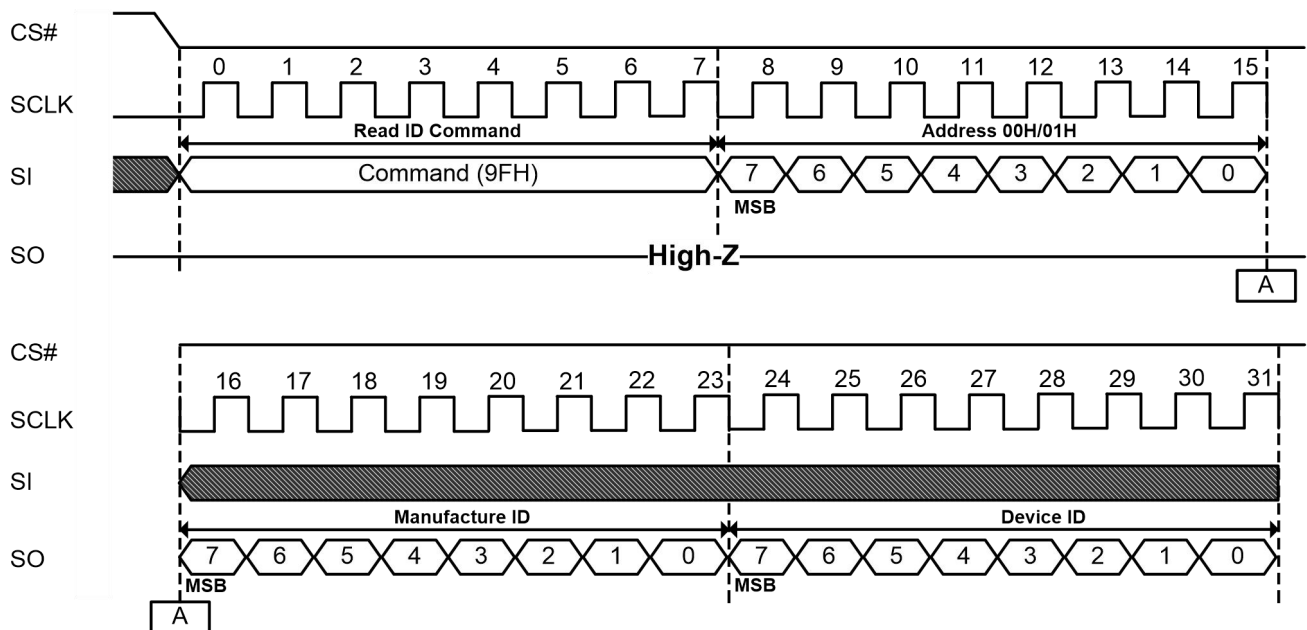 CS#
0 1 2 3 4 5 6 7 8 9 10 11 12 13 14 15
SCLK
Read ID Command Address 00H/01H
SI Command (9FH) 7 6 5 4 3 2 1 0
MSB
SO High-Z
A
CS#
16 17 18 19 20 21 22 23 24 25 26 27 28 29 30 31
SCLK
SI
Manufacture ID Device ID
SO 7 6 5 4 3 2 1 0 7 6 5 4 3 2 1 0
MSB MSB
A